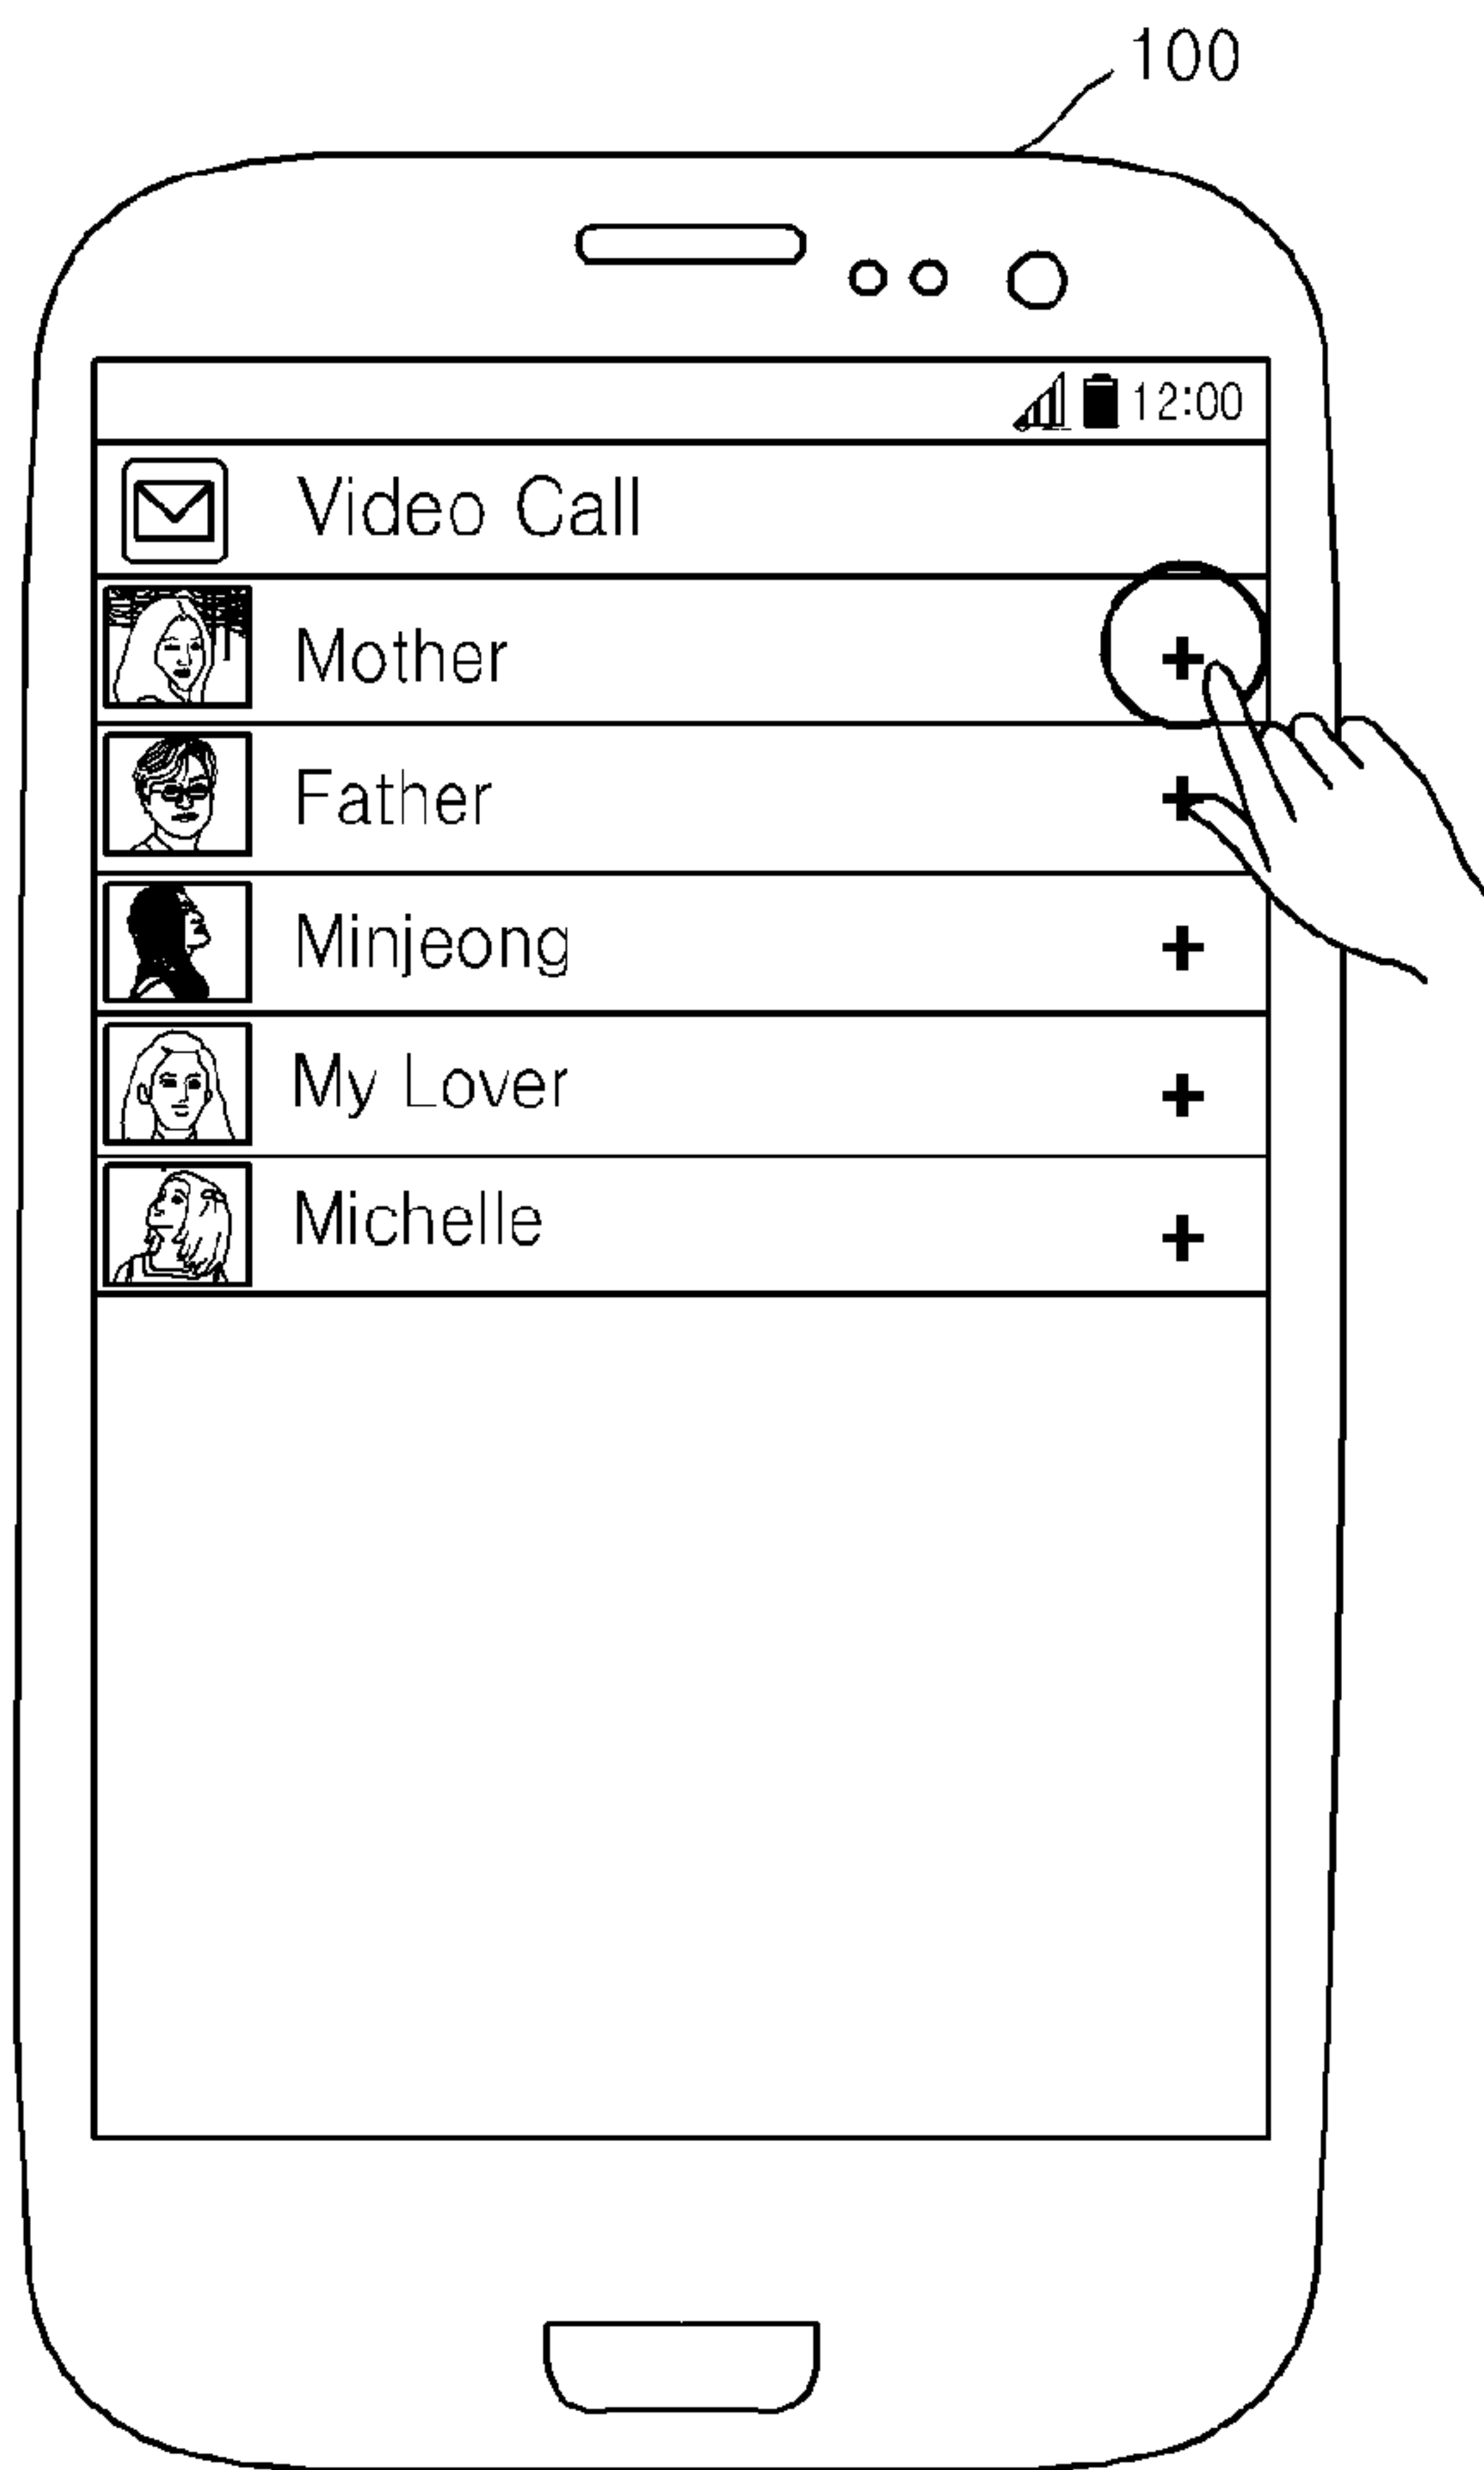 100
12:00
Video Call
Mother +
Father +
Minjeong +
My Lover +
Michelle +